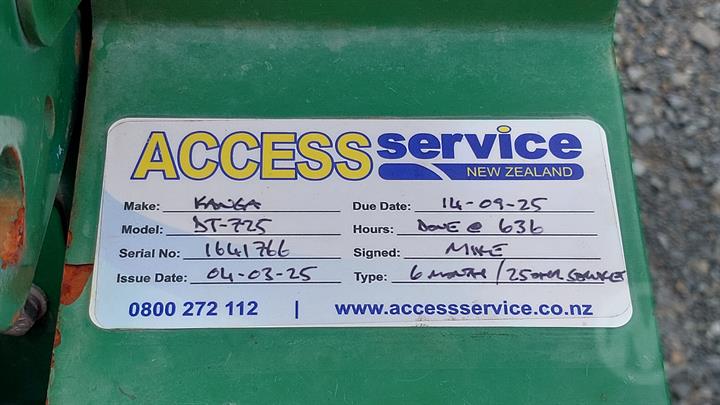 ACCESS service
NEW ZEALAND
Make: KANGA Due Date: 14-09-25
Model: DT-725 Hours: DONE @ 636
Serial No: 1641766 Signed: MIKE
Issue Date: 04-03-25 Type: 6 MONTH / 250HR SERVICE
0800 272 112 | www.accessservice.co.nz